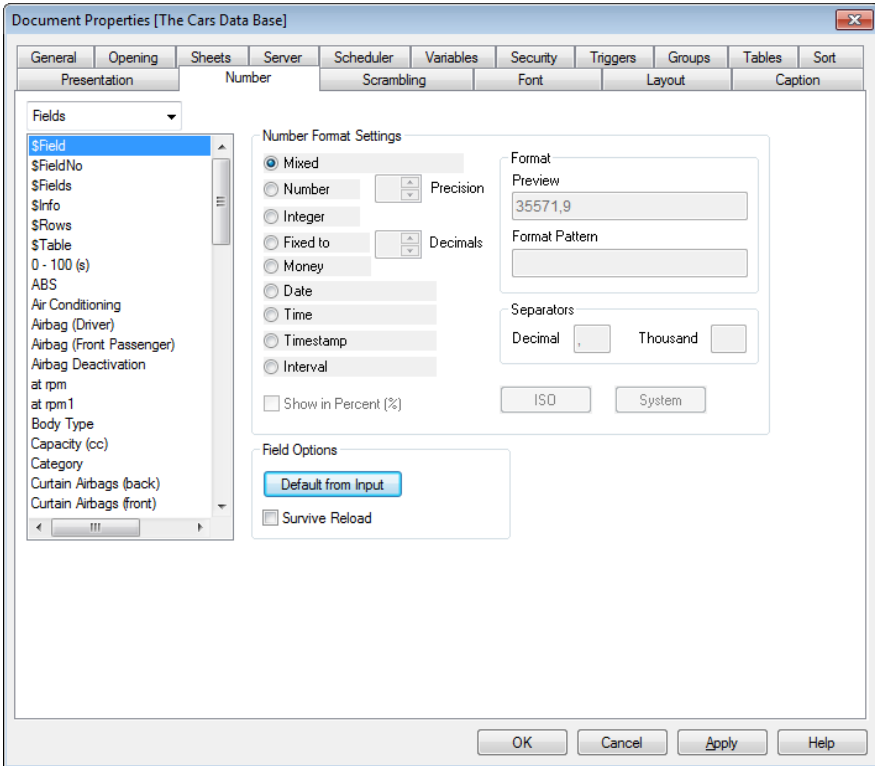 Document Properties [The Cars Data Base]
General Opening Sheets Server Scheduler Variables Security Triggers Groups Tables Sort
Presentation Number Scrambling Font Layout Caption
Fields
$Field
$FieldNo
$Fields
$Info
$Rows
$Table
0 - 100 (s)
ABS
Air Conditioning
Airbag (Driver)
Airbag (Front Passenger)
Airbag Deactivation
at rpm
at rpm1
Body Type
Capacity (cc)
Category
Curtain Airbags (back)
Curtain Airbags (front)
Number Format Settings
Mixed
Number Precision
Integer
Fixed to Decimals
Money
Date
Time
Timestamp
Interval
Show in Percent (%)
Format
Preview
35571,9
Format Pattern
Separators
Decimal , Thousand
ISO System
Field Options
Default from Input
Survive Reload
OK Cancel Apply Help